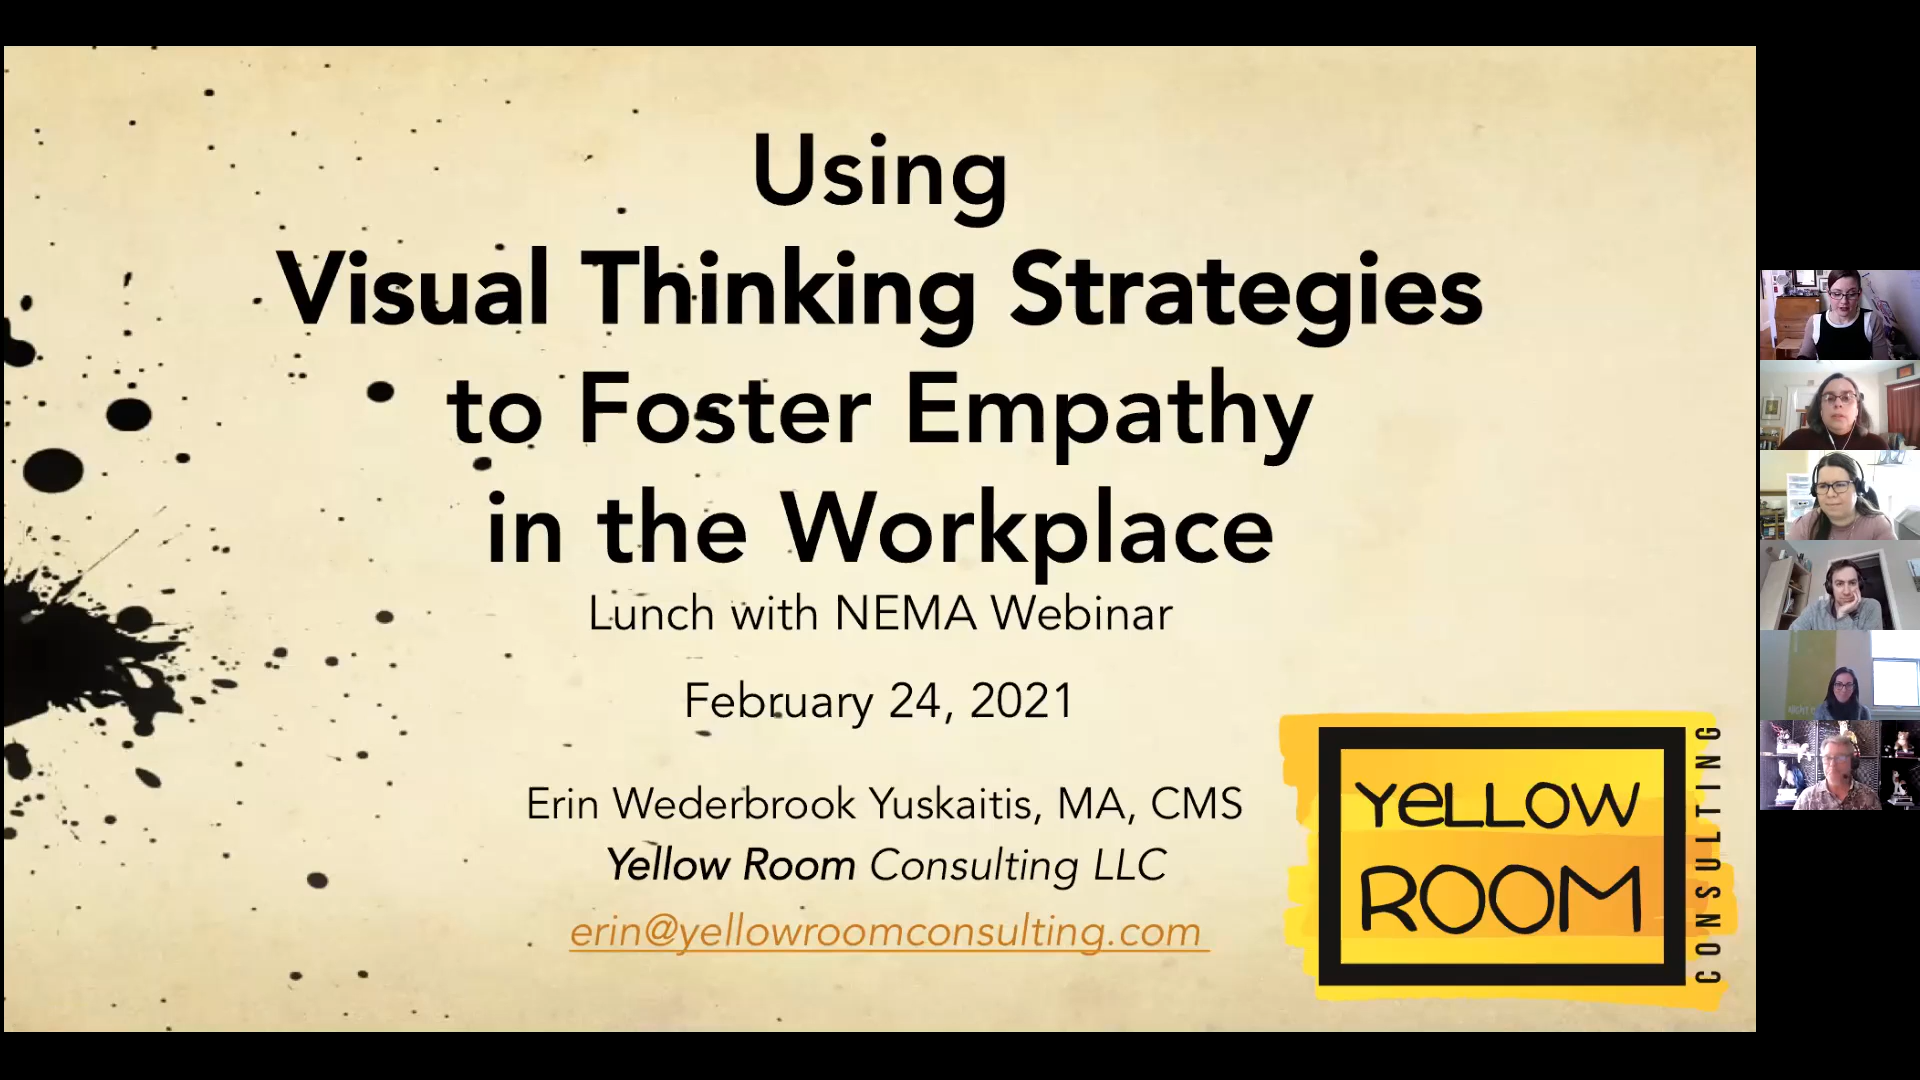 Using
Visual Thinking Strategies
to Foster Empathy
in the Workplace
Lunch with NEMA Webinar
February 24, 2021
Erin Wederbrook Yuskaitis, MA, CMS
Yellow Room Consulting LLC
erin@yellowroomconsulting.com
YeLLOW
ROOM
CONSULTING